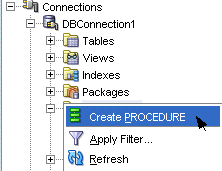 Connections
DBConnection1
Tables
Views
Indexes
Packages
Create PROCEDURE
Apply Filter...
Refresh